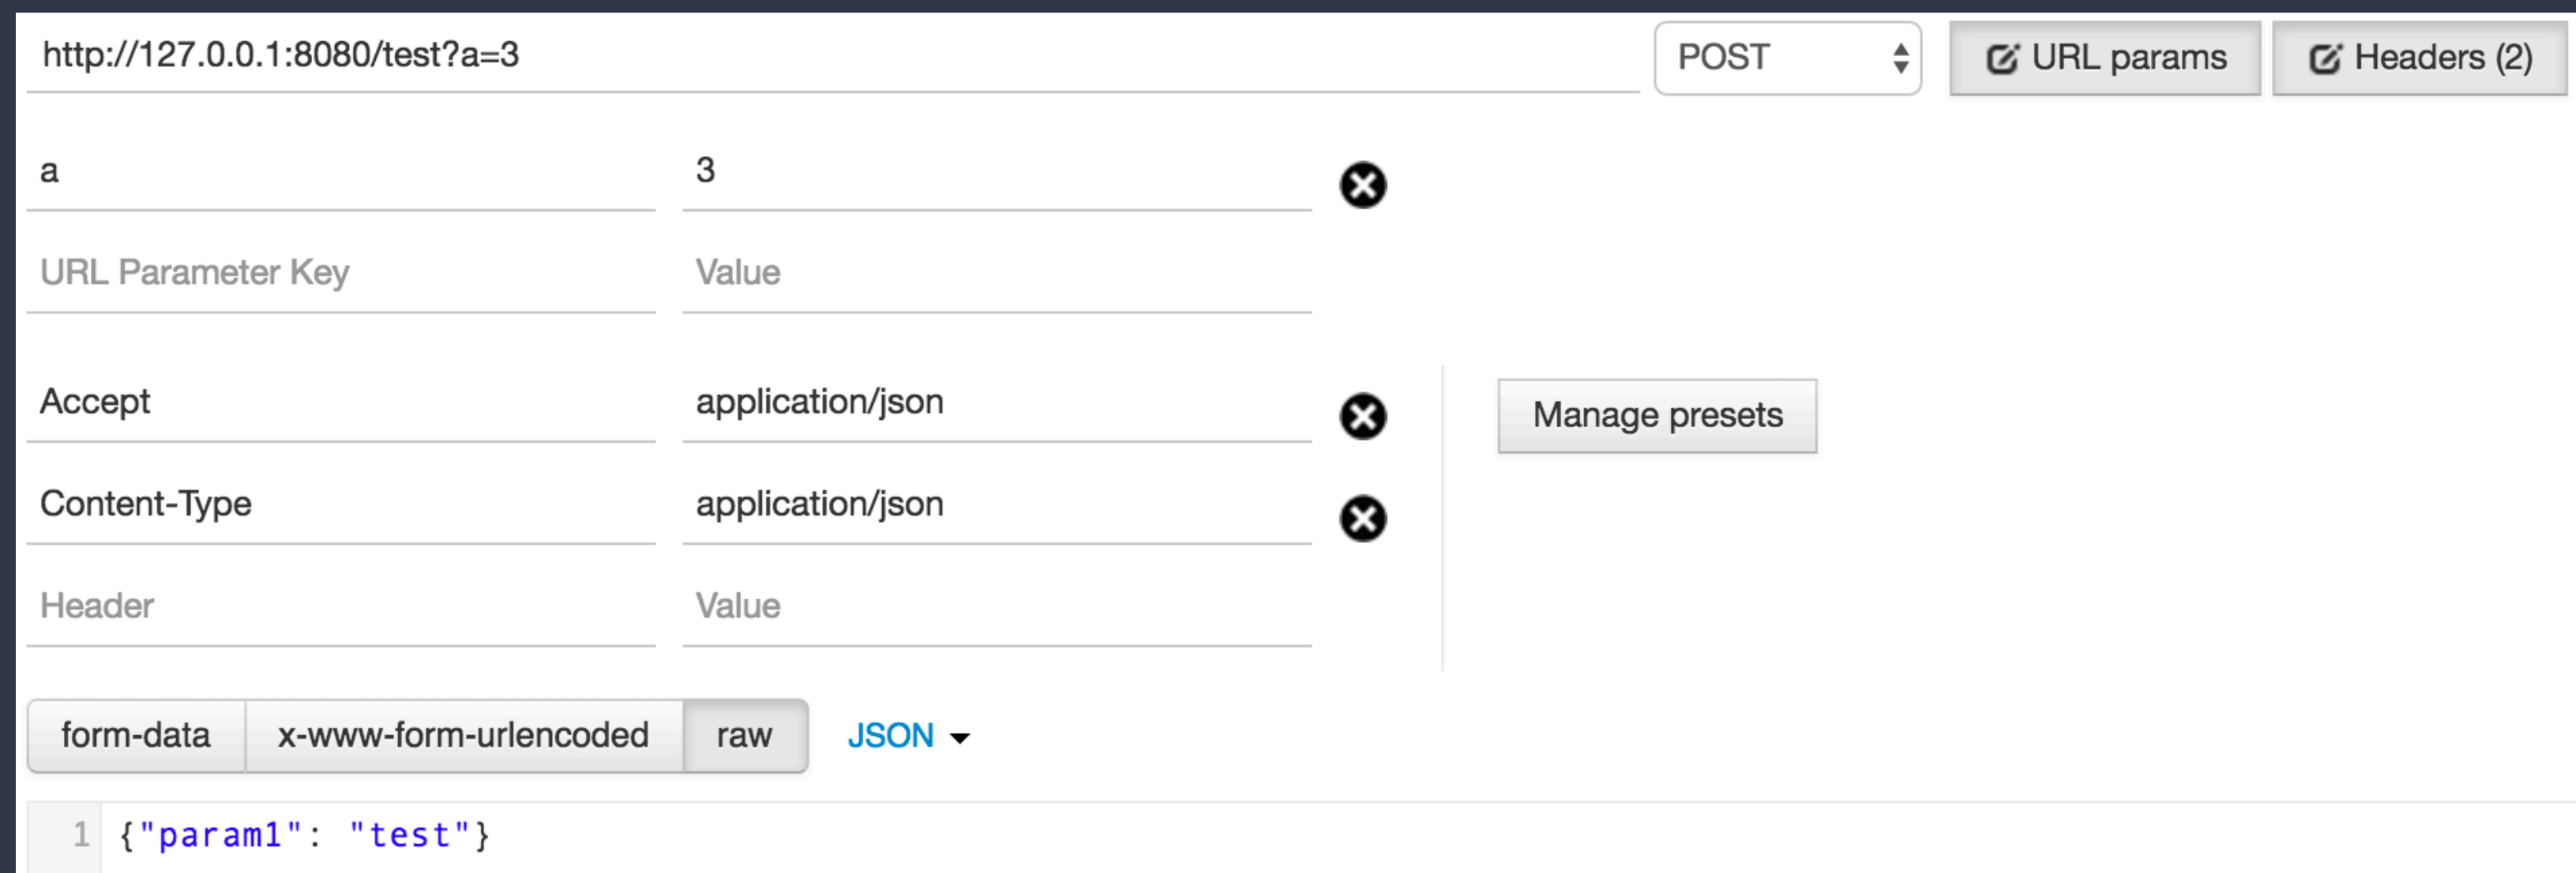 http://127.0.0.1:8080/test?a=3 POST URL params Headers (2)
a 3
URL Parameter Key Value
Accept application/json Manage presets
Content-Type application/json
Header Value
form-data x-www-form-urlencoded raw JSON
1 {"param1": "test"}